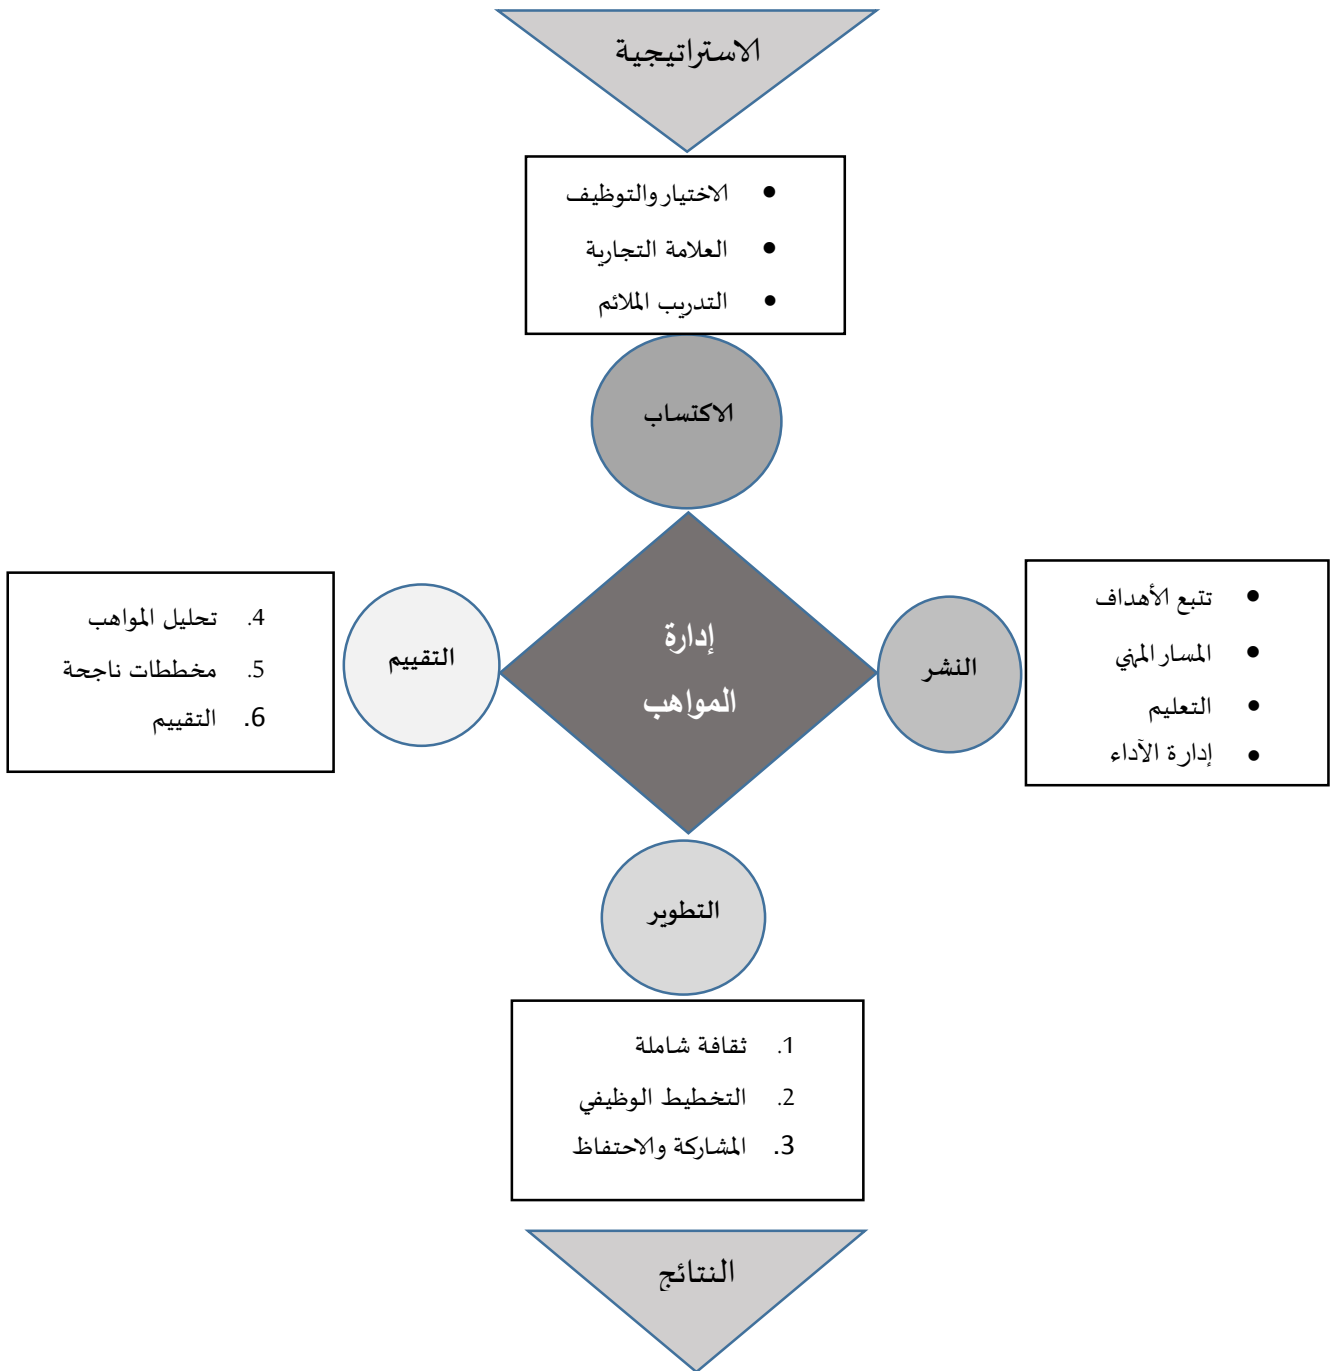 الاستراتيجية
• الاختيار والتوظيف
• العلامة التجارية
• التدريب الملائم
الاكتساب
إدارة
المواهب
النشر
• تتبع الأهداف
• المسار المهني
• التعليم
• إدارة الآداء
التقييم
4. تحليل المواهب
5. مخططات ناجحة
6. التقييم
التطوير
1. ثقافة شاملة
2. التخطيط الوظيفي
3. المشاركة والاحتفاظ
النتائج